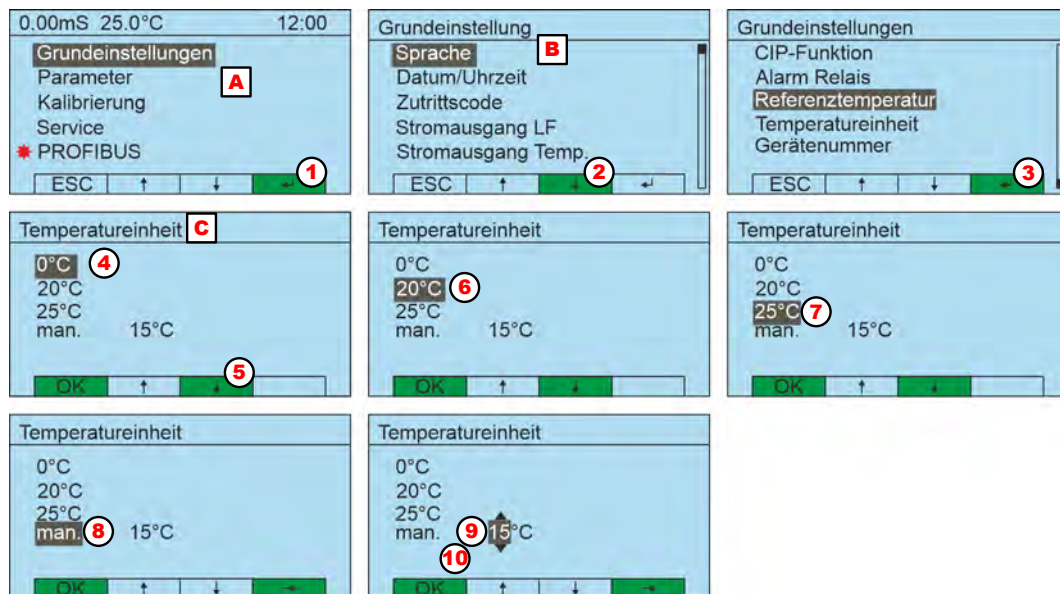 0.00mS 25.0°C 12:00
Grundeinstellungen
Parameter
A
Kalibrierung
Service
PROFIBUS
1
ESC ↑ ↓ ↵
Grundeinstellung
Sprache
B
Datum/Uhrzeit
Zutrittscode
Stromausgang LF
Stromausgang Temp.
2
ESC ↑ ↓ ↵
Grundeinstellungen
CIP-Funktion
Alarm Relais
Referenztemperatur
Temperatureinheit
Gerätenummer
3
ESC ↑ ↓ ↵
Temperatureinheit C
0°C 4
20°C
25°C
man. 15°C
5
OK ↑ ↓
Temperatureinheit
0°C
20°C 6
25°C
man. 15°C
OK ↑ ↓
Temperatureinheit
0°C
20°C
25°C 7
man. 15°C
OK ↑ ↓
Temperatureinheit
0°C
20°C
25°C
man. 8 15°C
OK ↑ ↓ →
Temperatureinheit
0°C
20°C
25°C
man. 9 15°C
10
OK ↑ ↓ →